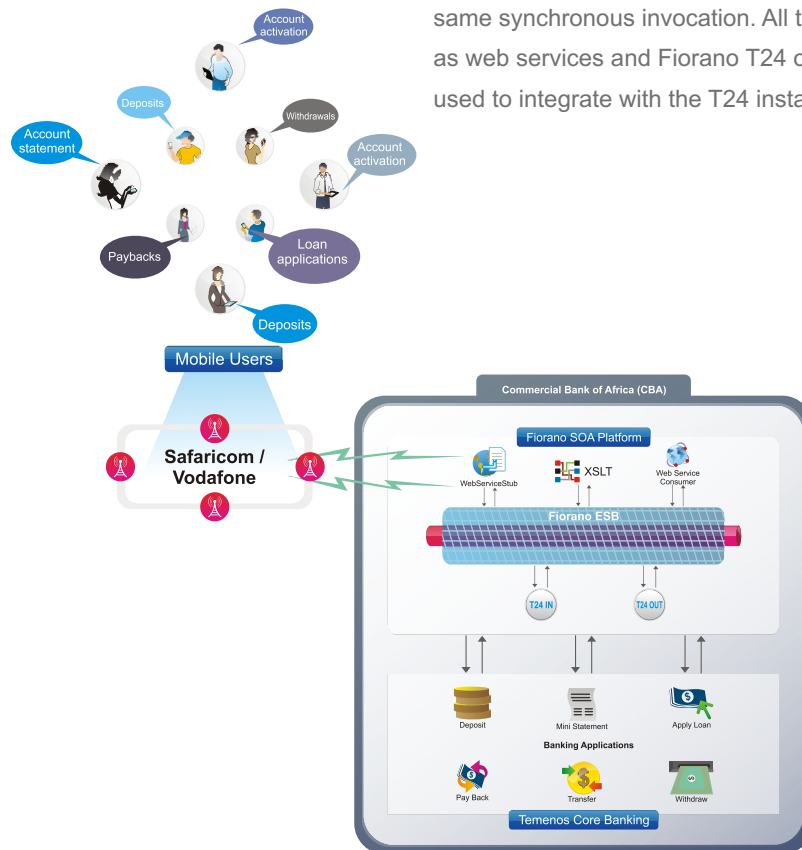 same synchronous invocation. All t
as web services and Fiorano T24 o
used to integrate with the T24 insta
Account
activation
Deposits
Withdrawals
Account
statement
Account
activation
Paybacks
Loan
applications
Deposits
Mobile Users
Safaricom /
Vodafone
Commercial Bank of Africa (CBA)
Fiorano SOA Platform
WebServiceStub
XSLT
Web Service
Consumer
Fiorano ESB
T24 IN
T24 OUT
Deposit
Mini Statement
Apply Loan
Banking Applications
Pay Back
Transfer
Withdraw
Temenos Core Banking